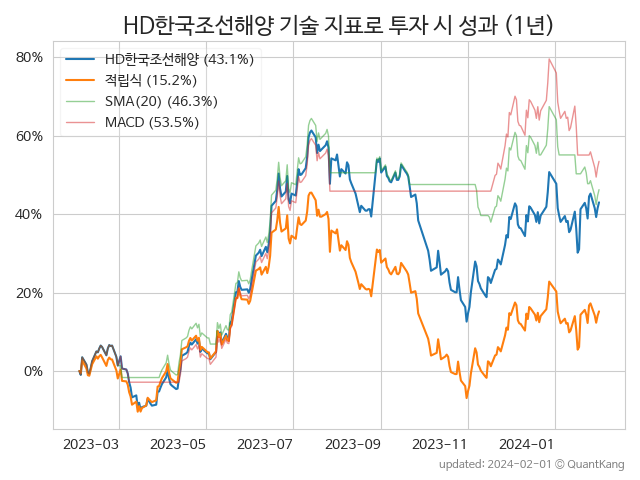 HD한국조선해양 기술 지표로 투자 시 성과 (1년)
HD한국조선해양 (43.1%)
적립식 (15.2%)
SMA(20) (46.3%)
MACD (53.5%)
80%
60%
40%
20%
0%
2023-03 2023-05 2023-07 2023-09 2023-11 2024-01
updated: 2024-02-01 © QuantKang